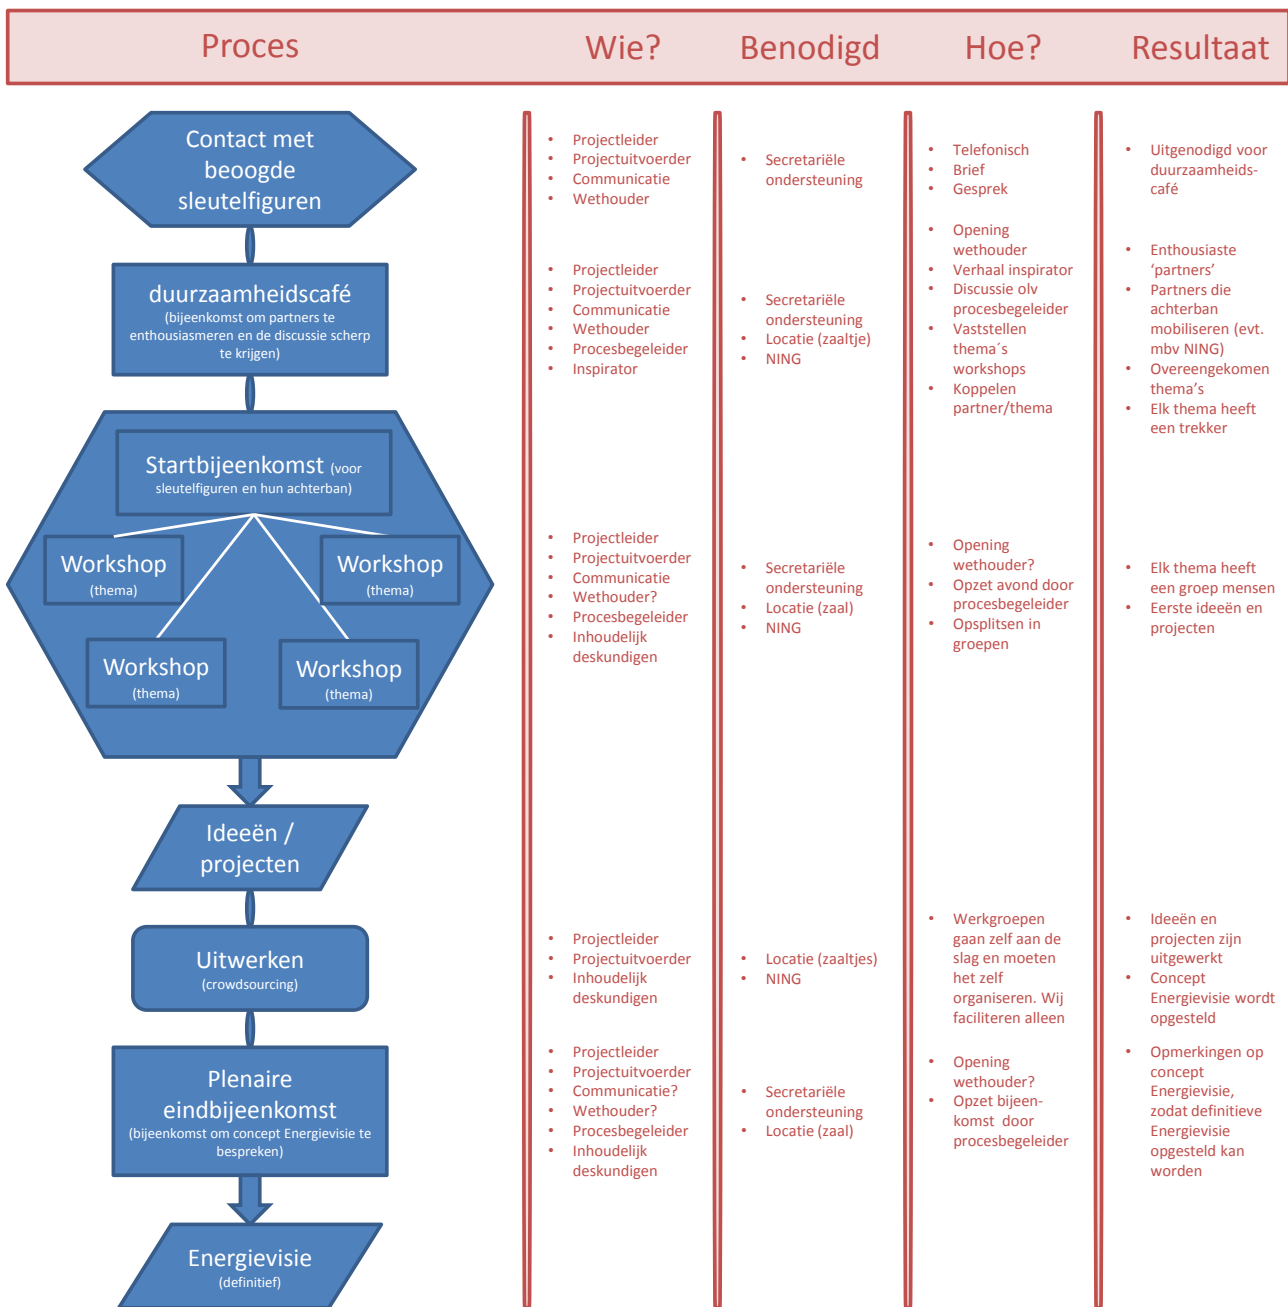 Proces
Wie?
Benodigd
Hoe?
Resultaat
Contact met
beoogde
sleutelfiguren
• Projectleider
• Projectuitvoerder
• Communicatie
• Wethouder
• Secretariële
ondersteuning
• Telefonisch
• Brief
• Gesprek
• Uitgenodigd voor
duurzaamheids-
café
duurzaamheidscafé
(bijeenkomst om partners te
enthousiasmeren en de discussie scherp
te krijgen)
• Projectleider
• Projectuitvoerder
• Communicatie
• Wethouder
• Procesbegeleider
• Inspirator
• Secretariële
ondersteuning
• Locatie (zaaltje)
• NING
• Opening
wethouder
• Verhaal inspirator
• Discussie olv
procesbegeleider
• Vaststellen
thema´s
workshops
• Koppelen
partner/thema
• Enthousiaste
‘partners’
• Partners die
achterban
mobiliseren (evt.
mbv NING)
• Overeengekomen
thema’s
• Elk thema heeft
een trekker
Startbijeenkomst (voor
sleutelfiguren en hun achterban)
Workshop
(thema)
Workshop
(thema)
Workshop
(thema)
Workshop
(thema)
• Projectleider
• Projectuitvoerder
• Communicatie
• Wethouder?
• Procesbegeleider
• Inhoudelijk
deskundigen
• Secretariële
ondersteuning
• Locatie (zaal)
• NING
• Opening
wethouder?
• Opzet avond door
procesbegeleider
• Opsplitsen in
groepen
• Elk thema heeft
een groep mensen
• Eerste ideeën en
projecten
Ideeën /
projecten
Uitwerken
(crowdsourcing)
• Projectleider
• Projectuitvoerder
• Inhoudelijk
deskundigen
• Locatie (zaaltjes)
• NING
• Werkgroepen
gaan zelf aan de
slag en moeten
het zelf
organiseren. Wij
faciliteren alleen
• Ideeën en
projecten zijn
uitgewerkt
• Concept
Energievisie wordt
opgesteld
Plenaire
eindbijeenkomst
(bijeenkomst om concept Energievisie te
bespreken)
• Projectleider
• Projectuitvoerder
• Communicatie?
• Wethouder?
• Procesbegeleider
• Inhoudelijk
deskundigen
• Secretariële
ondersteuning
• Locatie (zaal)
• Opening
wethouder?
• Opzet bijeen-
komst door
procesbegeleider
• Opmerkingen op
concept
Energievisie,
zodat definitieve
Energievisie
opgesteld kan
worden
Energievisie
(definitief)